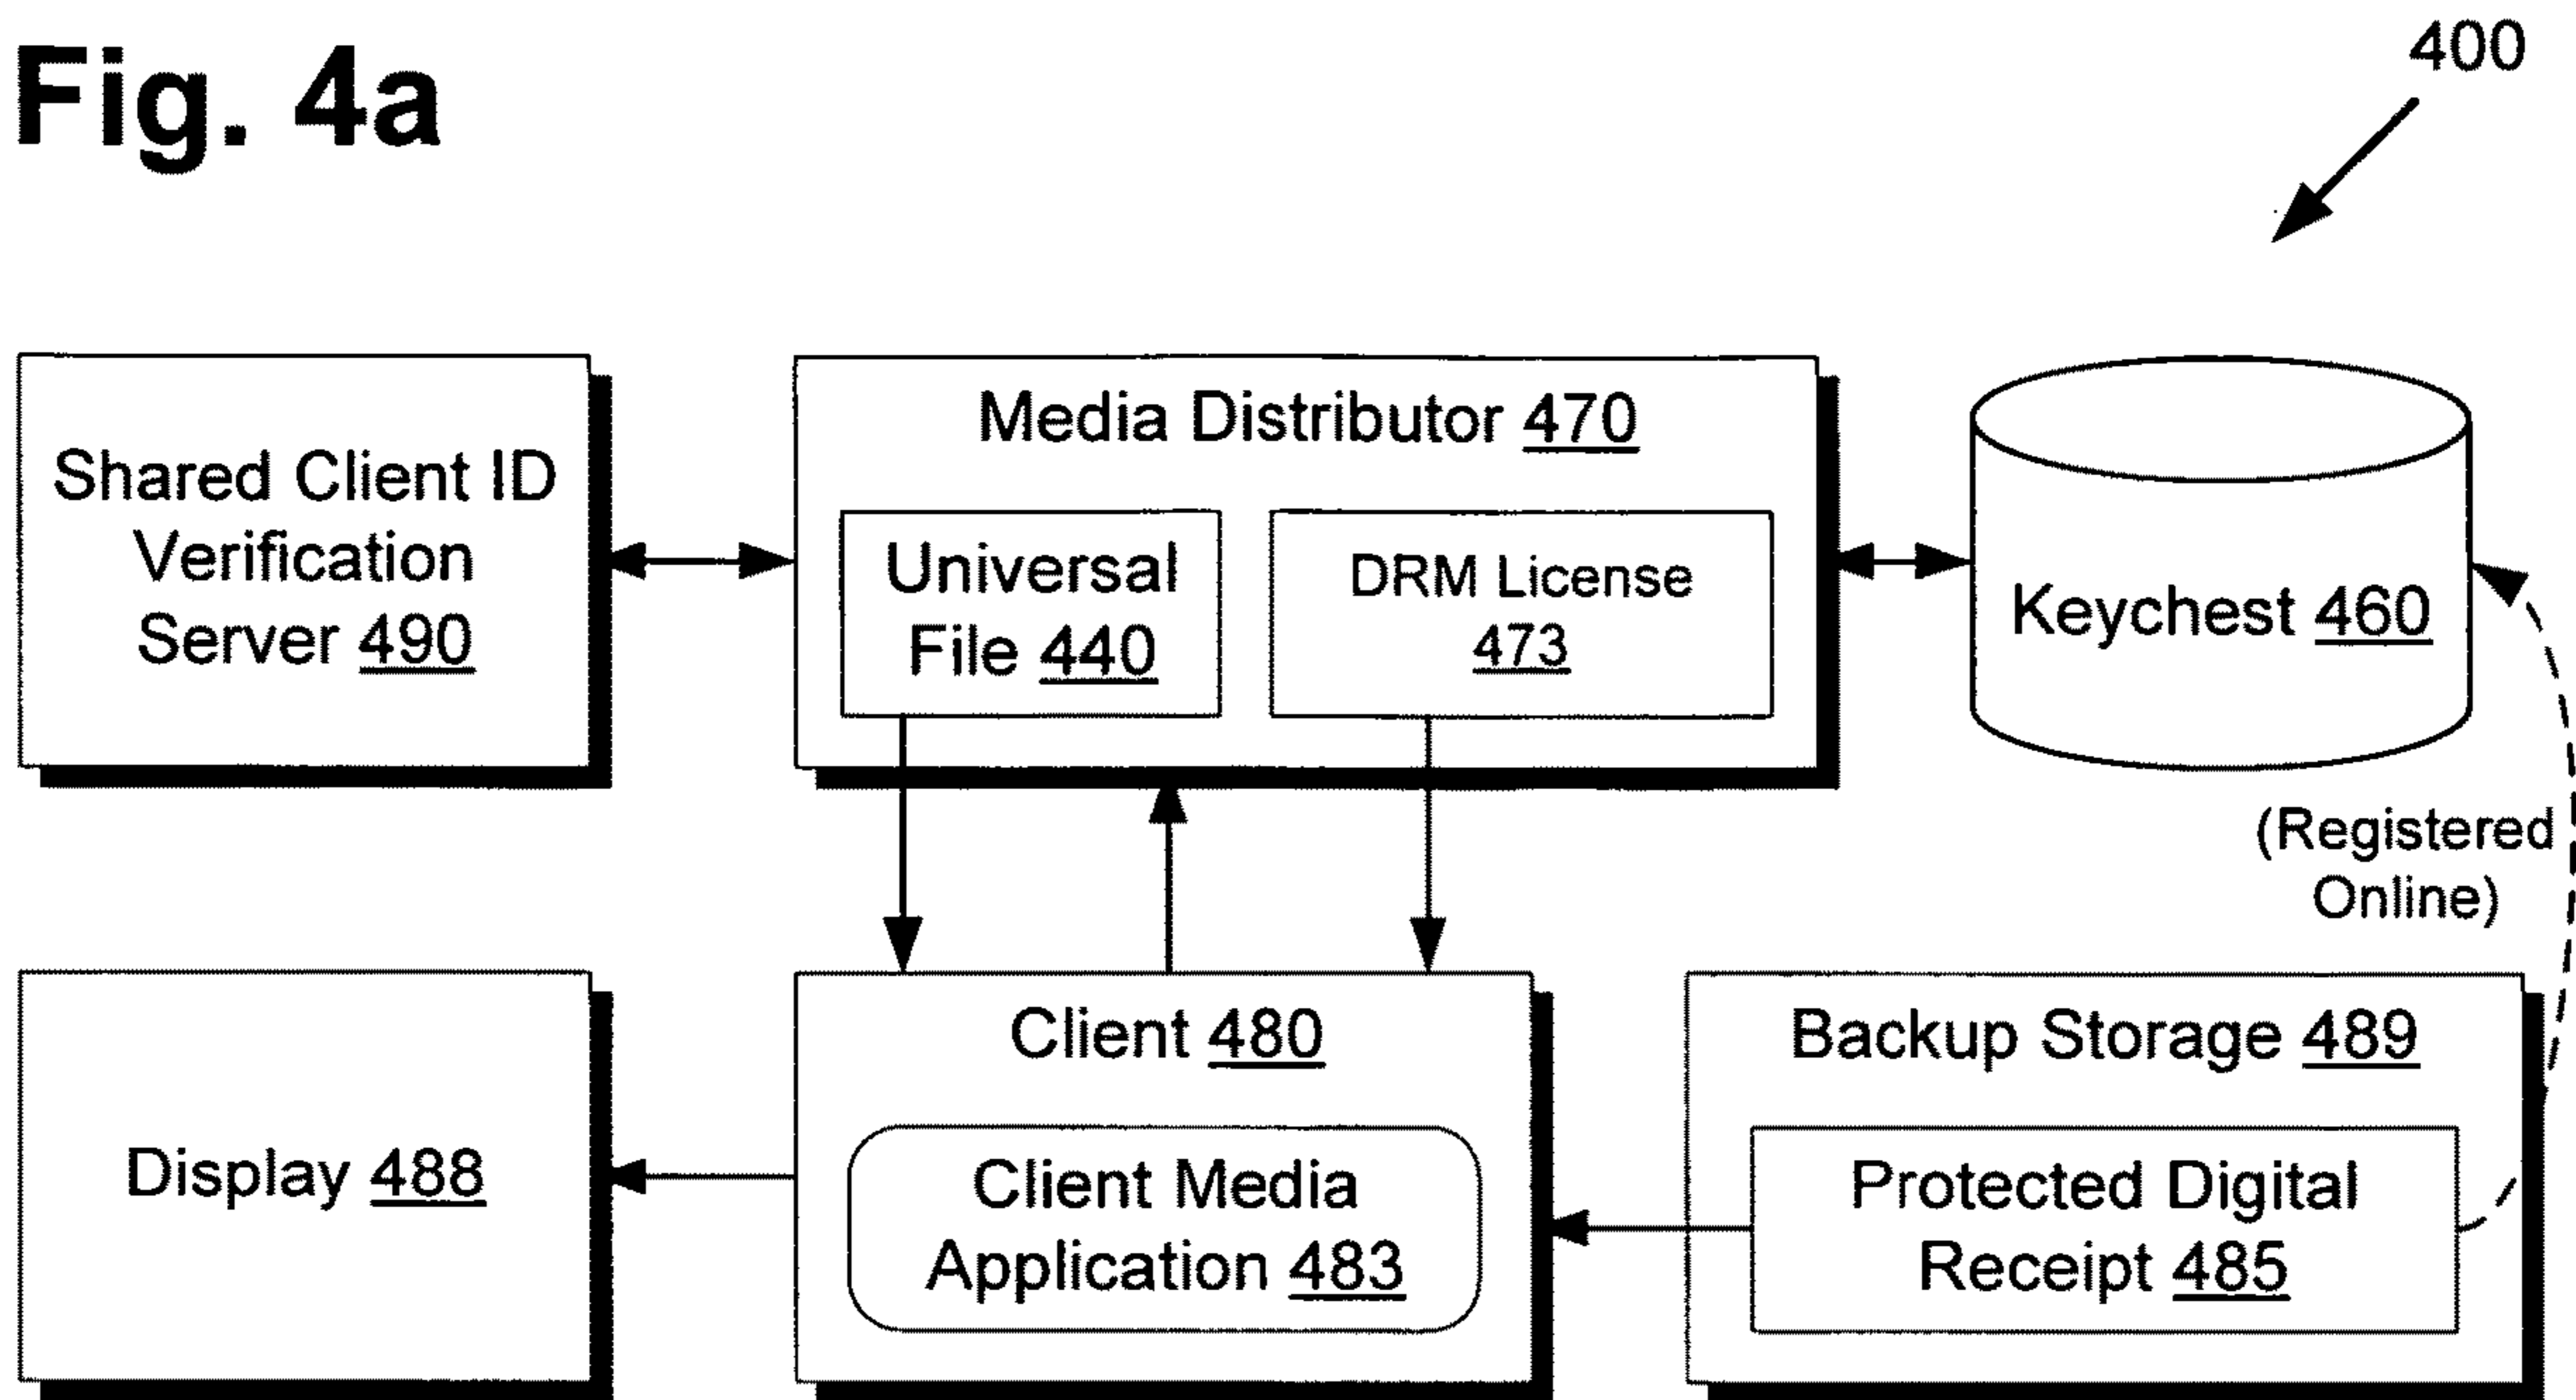 Fig. 4a
400
Shared Client ID
Verification
Server 490
Media Distributor 470
Universal
File 440
DRM License
473
Keychest 460
(Registered
Online)
Display 488
Client 480
Client Media
Application 483
Backup Storage 489
Protected Digital
Receipt 485